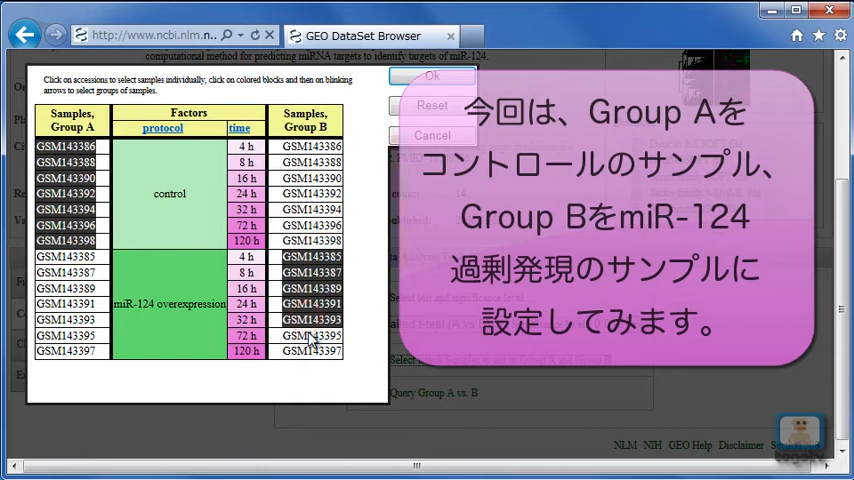 http://www.ncbi.nlm.n..
GEO DataSet Browser
computational method for predicting miRNA targets to identify targets of miR-124.
Click on accessions to select samples individually, click on colored blocks and then on blinking
arrows to select groups of samples.
Ok
Reset
Cancel
Samples, Group A Factors Samples, Group B
protocol time
GSM143386 control 4 h GSM143386
GSM143388 8 h GSM143388
GSM143390 16 h GSM143390
GSM143392 24 h GSM143392
GSM143394 32 h GSM143394
GSM143396 72 h GSM143396
GSM143398 120 h GSM143398
GSM143385 miR-124 overexpression 4 h GSM143385
GSM143387 8 h GSM143387
GSM143389 16 h GSM143389
GSM143391 24 h GSM143391
GSM143393 32 h GSM143393
GSM143395 72 h GSM143395
GSM143397 120 h GSM143397
今回は、Group Aを
コントロールのサンプル、
Group BをmiR-124
過剰発現のサンプルに
設定してみます。
Query Group A vs. B
NLM NIH GEO Help Disclaimer